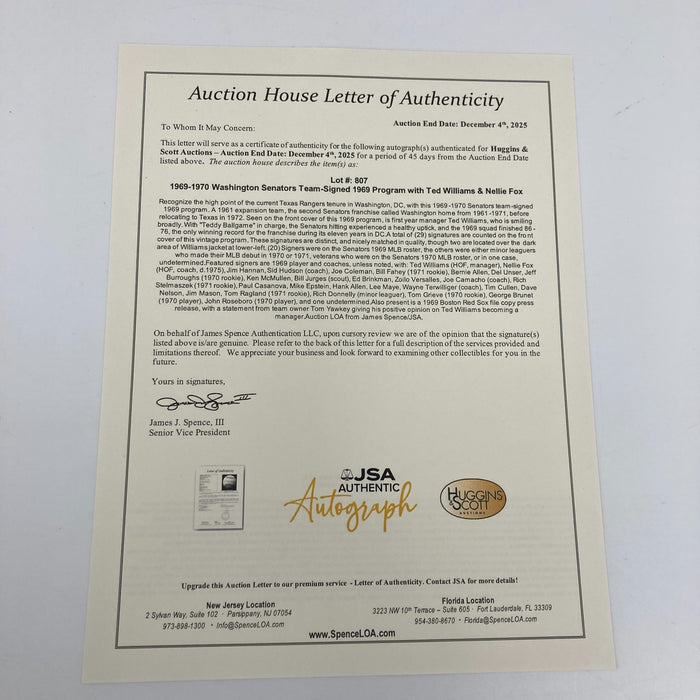 Auction House Letter of Authenticity
Auction End Date: December 4th, 2025
To Whom It May Concern:
This letter will serve as a certificate of authenticity for the following autograph(s) authenticated for Huggins &
Scott Auctions – Auction End Date: December 4th, 2025 for a period of 45 days from the Auction End Date
listed above. The auction house describes the item(s) as:
Lot #: 807
1969-1970 Washington Senators Team-Signed 1969 Program with Ted Williams & Nellie Fox
Recognize the high point of the current Texas Rangers tenure in Washington, DC, with this 1969-1970 Senators team-signed
1969 program. A 1961 expansion team, the second Senators franchise called Washington home from 1961-1971, before
relocating to Texas in 1972. Seen on the front cover of this 1969 program, is first year manager Ted Williams, who is smiling
broadly. With "Teddy Ballgame" in charge, the Senators hitting experienced a healthy uptick, and the 1969 squad finished 86-
76, the only winning record for the franchise during its eleven years in DC.A total of (29) signatures are counted on the front
cover of this vintage program. These signatures are distinct, and nicely matched in quality, though two are located over the dark
area of Williams jacket at lower-left. (20) Signers were on the Senators 1969 MLB roster, the others were either minor leaguers
who made their MLB debut in 1970 or 1971, veterans who were on the Senators 1970 MLB roster, or in one case,
undetermined.Featured signers are 1969 player and coaches, unless noted, with: Ted Williams (HOF, manager), Nellie Fox
(HOF, coach, d.1975), Jim Hannan, Sid Hudson (coach), Joe Coleman, Bill Fahey (1971 rookie), Bernie Allen, Del Unser, Jeff
Burroughs (1970 rookie), Ken McMullen, Bill Jurges (scout), Ed Brinkman, Zoilo Versalles, Joe Camacho (coach), Rich
Stelmaszek (1971 rookie), Paul Casanova, Mike Epstein, Hank Allen, Lee Maye, Wayne Terwilliger (coach), Tim Cullen, Dave
Nelson, Jim Mason, Tom Ragland (1971 rookie), Rich Donnelly (minor leaguer), Tom Grieve (1970 rookie), George Brunet
(1970 player), John Roseboro (1970 player), and one undetermined.Also present is a 1969 Boston Red Sox file copy press
release, with a statement from team owner Tom Yawkey giving his positive opinion on Ted Williams becoming a
manager.Auction LOA from James Spence/JSA.
On behalf of James Spence Authentication LLC, upon cursory review we are of the opinion that the signature(s)
listed above is/are genuine. Please refer to the back of this letter for a full description of the services provided and
limitations thereof. We appreciate your business and look forward to examining other collectibles for you in the
future.
Yours in signatures,
James J. Spence, III
Senior Vice President
JSA
AUTHENTIC
Autograph
HUGGINS
& SCOTT
AUCTIONS
Upgrade this Auction Letter to our premium service - Letter of Authenticity. Contact JSA for more details!
New Jersey Location
2 Sylvan Way, Suite 102 · Parsippany, NJ 07054
973-898-1300 · Info@SpenceLOA.com
Florida Location
3223 NW 10th Terrace – Suite 605 · Fort Lauderdale, FL 33309
954-380-8670 · Florida@SpenceLOA.com
www.SpenceLOA.com